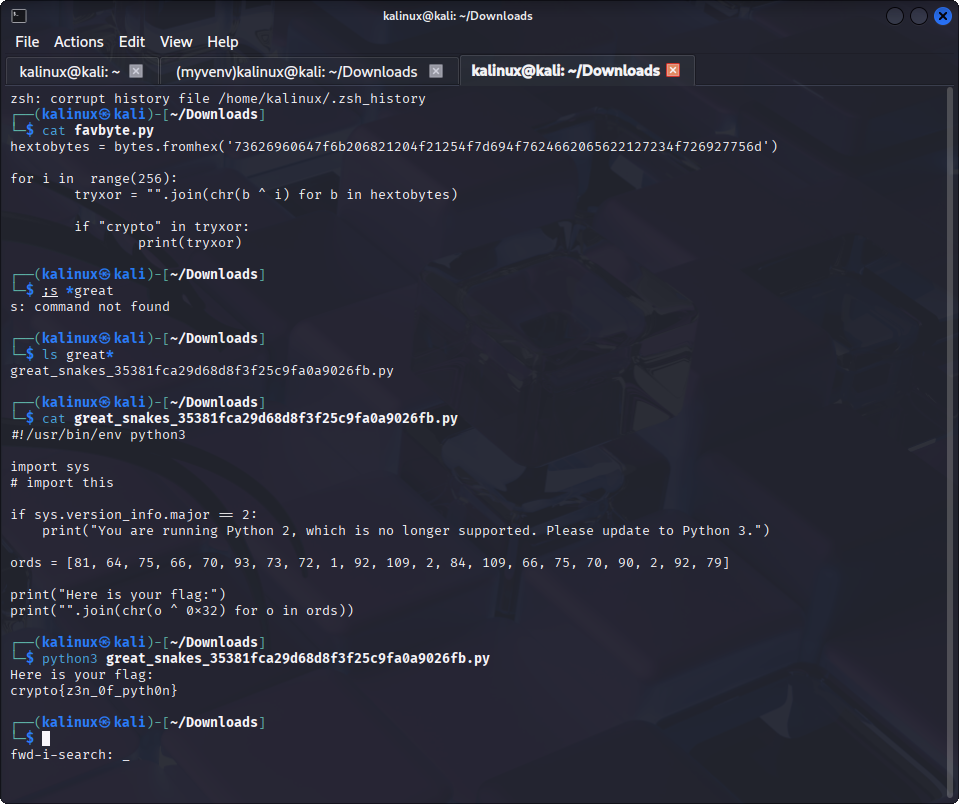 kalinux@kali: ~/Downloads
File Actions Edit View Help
kalinux@kali: ~ (myvenv)kalinux@kali: ~/Downloads kalinux@kali: ~/Downloads
zsh: corrupt history file /home/kalinux/.zsh_history
┌──(kalinux㉿kali)-[~/Downloads]
└─$ cat favbyte.py
hextobytes = bytes.fromhex('73626960647f6b206821204f21254f7d694f7624662065622127234f726927756d')
for i in  range(256):
        tryxor = "".join(chr(b ^ i) for b in hextobytes)
        if "crypto" in tryxor:
                print(tryxor)
┌──(kalinux㉿kali)-[~/Downloads]
└─$ ;s *great
s: command not found
┌──(kalinux㉿kali)-[~/Downloads]
└─$ ls great*
great_snakes_35381fca29d68d8f3f25c9fa0a9026fb.py
┌──(kalinux㉿kali)-[~/Downloads]
└─$ cat great_snakes_35381fca29d68d8f3f25c9fa0a9026fb.py
#!/usr/bin/env python3
import sys
# import this
if sys.version_info.major == 2:
    print("You are running Python 2, which is no longer supported. Please update to Python 3.")
ords = [81, 64, 75, 66, 70, 93, 73, 72, 1, 92, 109, 2, 84, 109, 66, 75, 70, 90, 2, 92, 79]
print("Here is your flag:")
print("".join(chr(o ^ 0×32) for o in ords))
┌──(kalinux㉿kali)-[~/Downloads]
└─$ python3 great_snakes_35381fca29d68d8f3f25c9fa0a9026fb.py
Here is your flag:
crypto{z3n_0f_pyth0n}
┌──(kalinux㉿kali)-[~/Downloads]
└─$
fwd-i-search: _